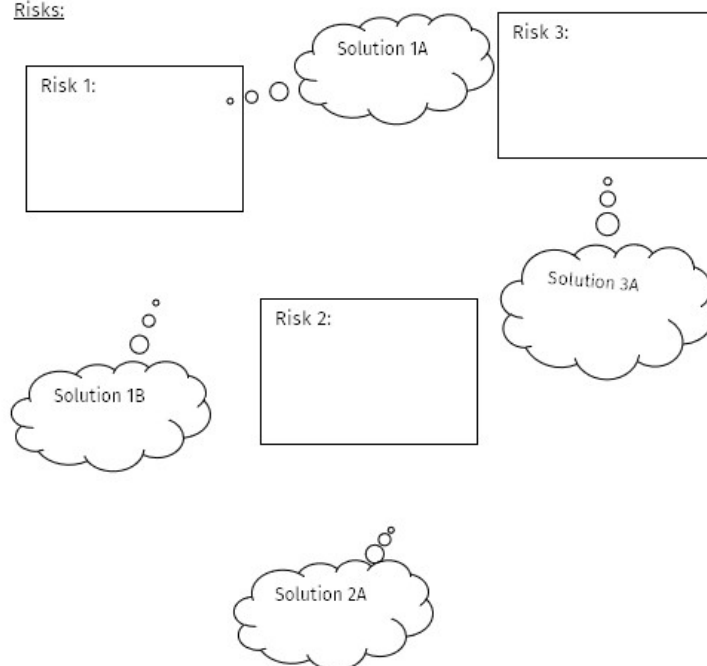 Risks:
Solution 1A
Risk 3:
Risk 1:
Solution 3A
Risk 2:
Solution 1B
Solution 2A